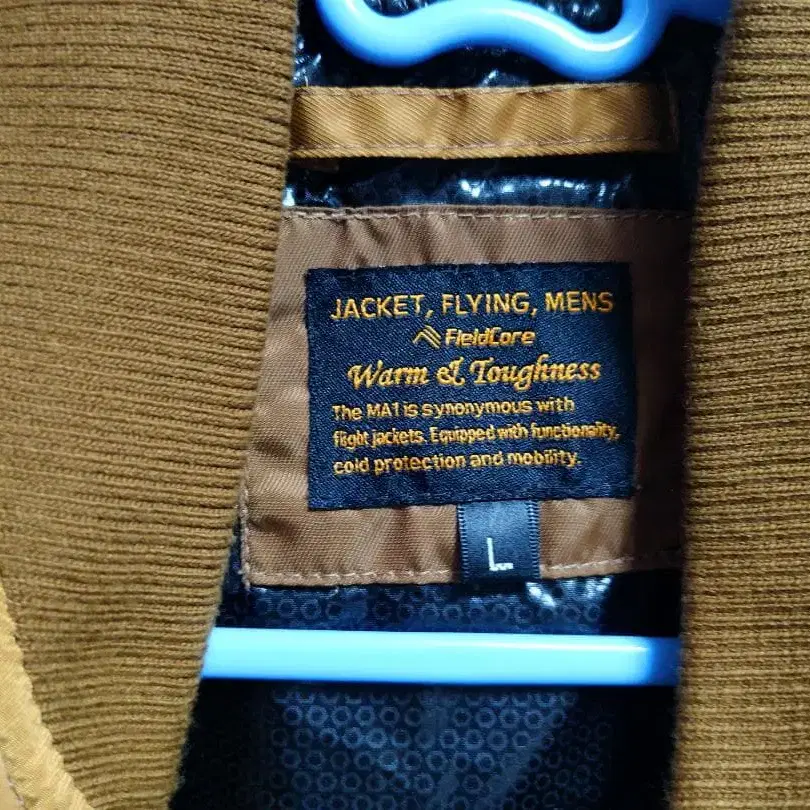 JACKET, FLYING, MENS
FieldCore
Warm & Toughness
The MA1 is synonymous with
flight jackets. Equipped with functionality,
cold protection and mobility.
L